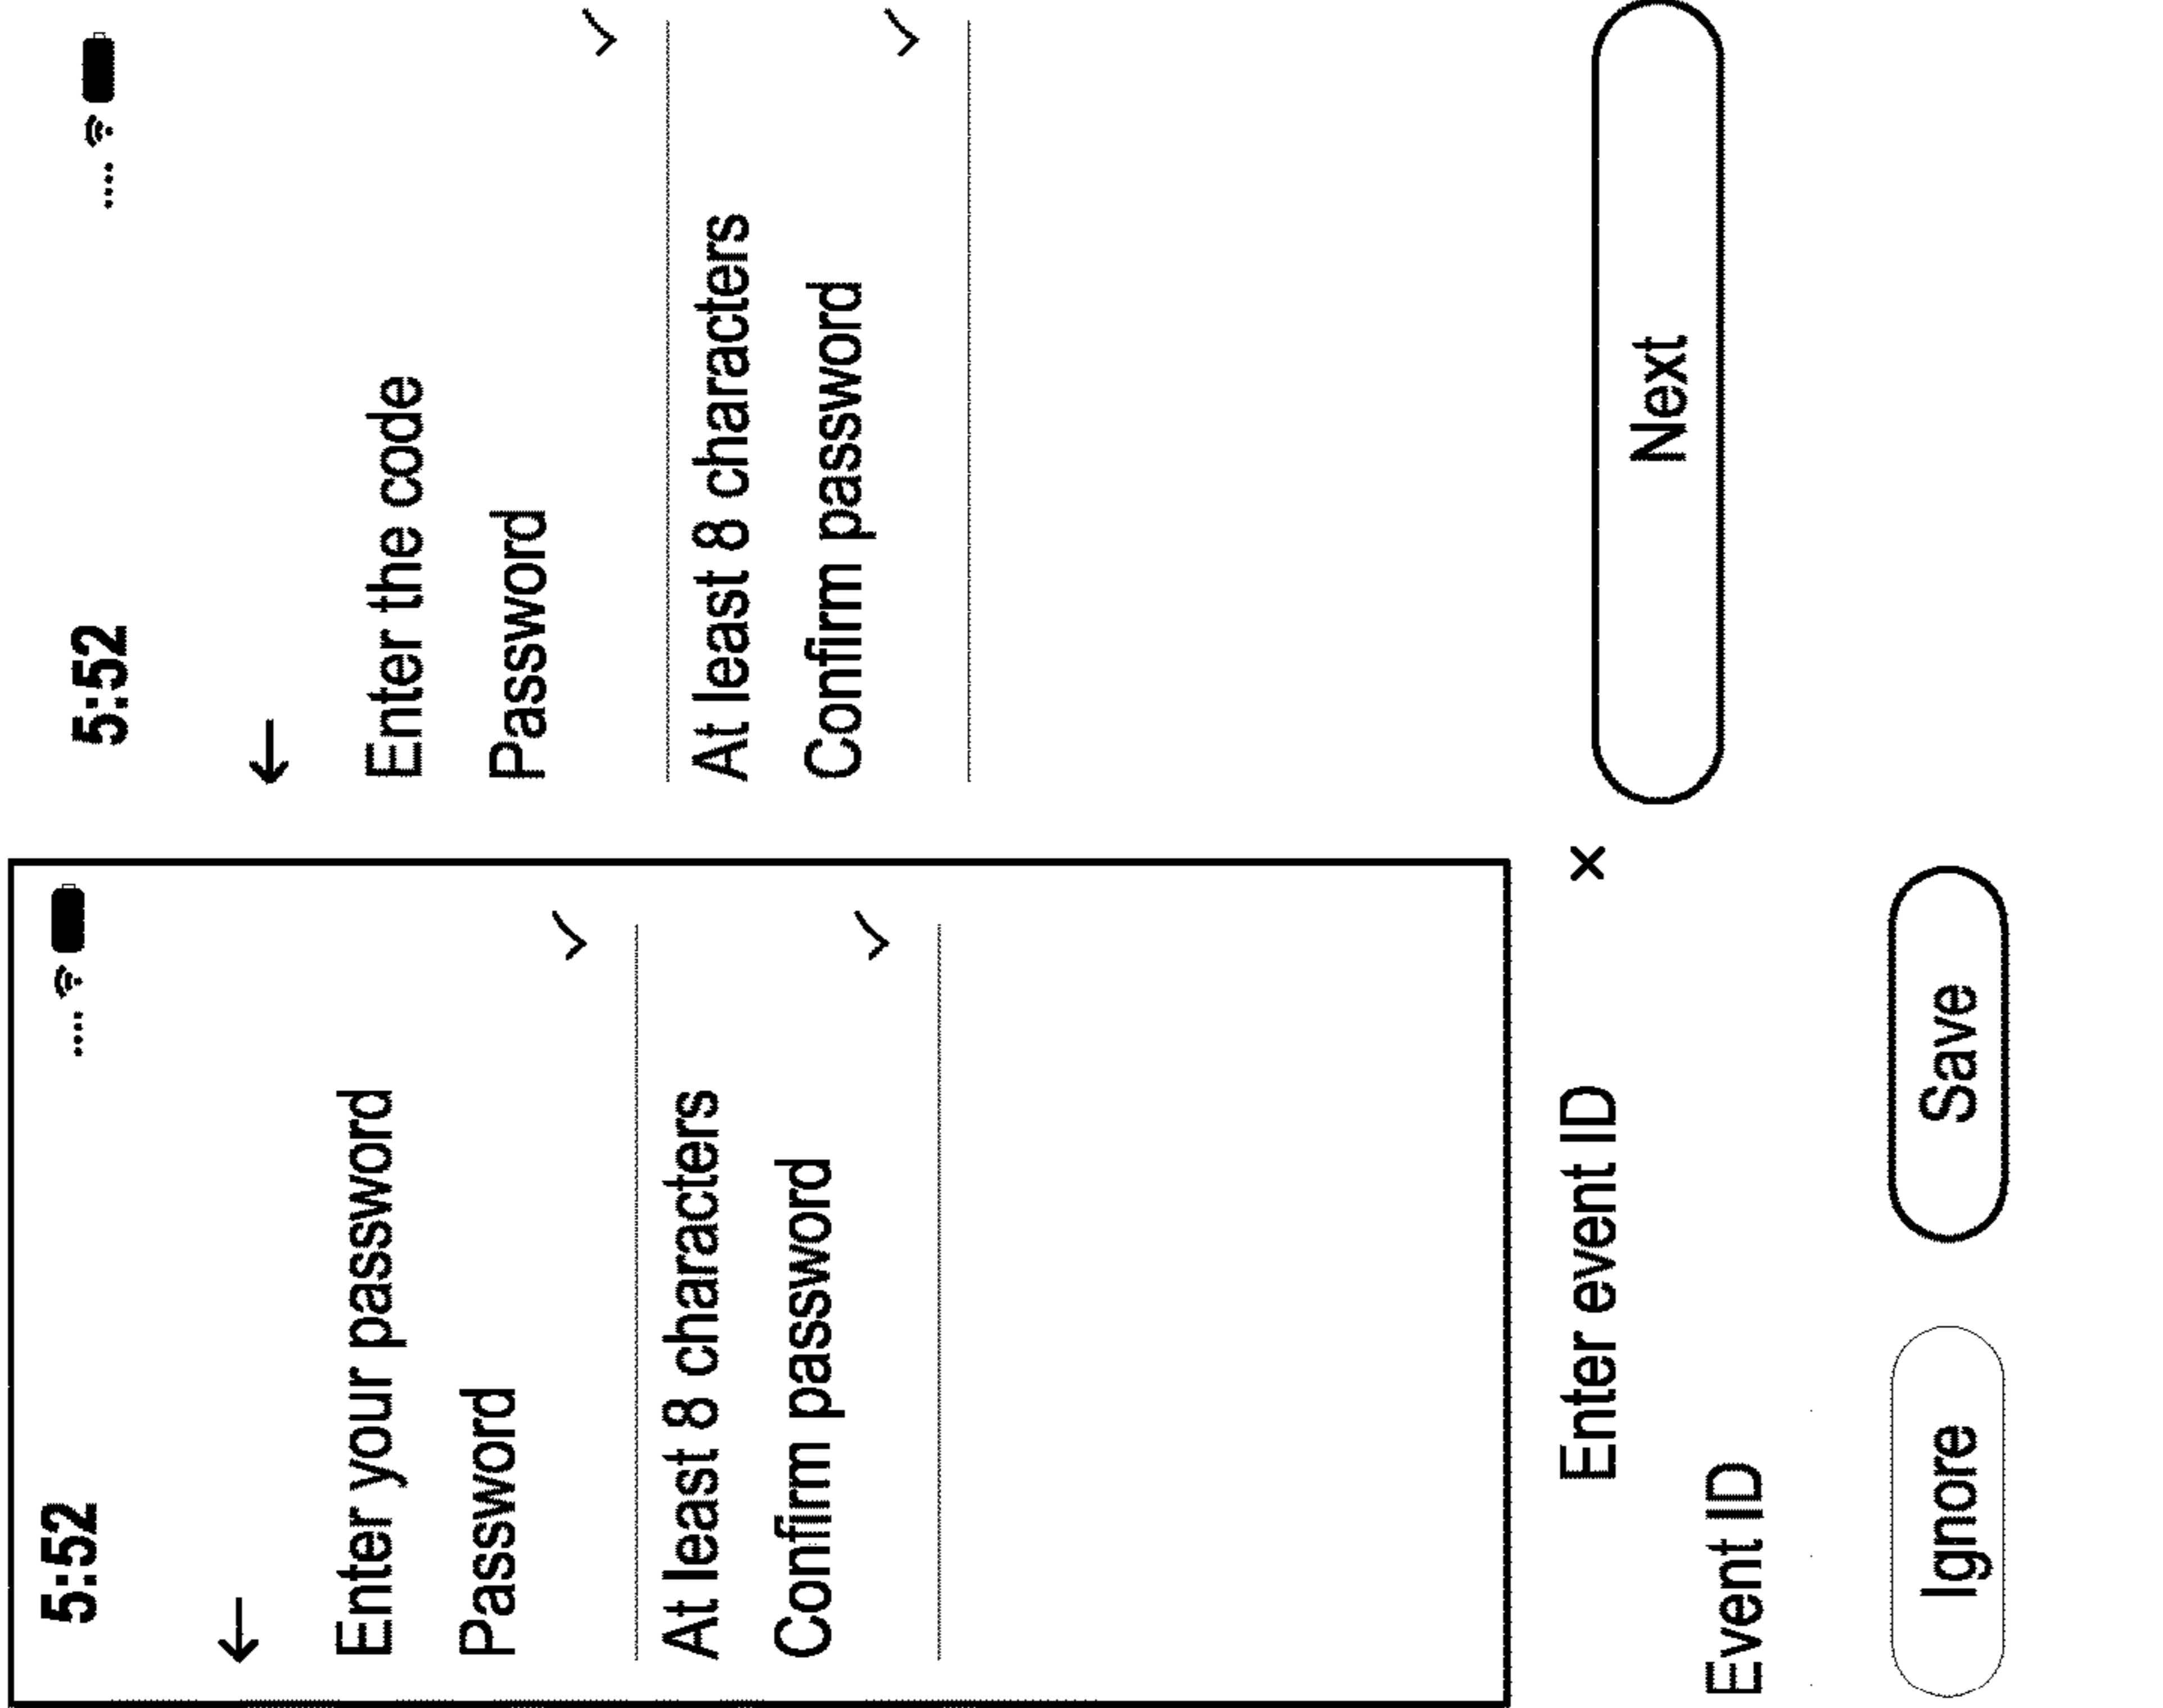 5:52
Enter your password
Password
At least 8 characters
Confirm password
Enter event ID ×
Event ID
Ignore Save
5:52
Enter the code
Password
At least 8 characters
Confirm password
Next